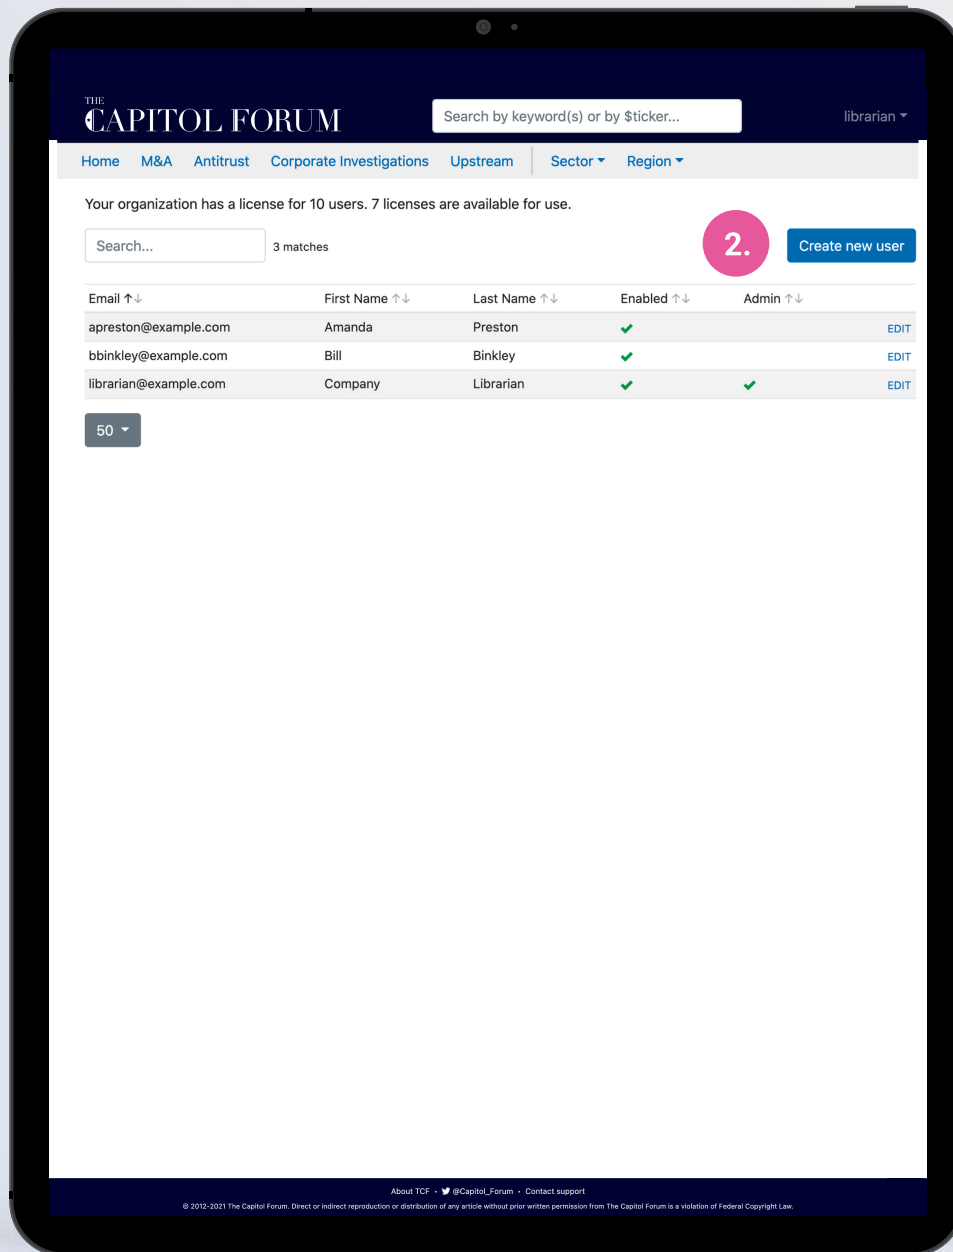 THE
CAPITOL FORUM
Search by keyword(s) or by $ticker...
librarian
Home M&A Antitrust Corporate Investigations Upstream Sector Region
Your organization has a license for 10 users. 7 licenses are available for use.
Search... 3 matches
2.
Create new user
Email ↑↓ First Name ↑↓ Last Name ↑↓ Enabled ↑↓ Admin ↑↓
apreston@example.com Amanda Preston ✔ EDIT
bbinkley@example.com Bill Binkley ✔ EDIT
librarian@example.com Company Librarian ✔ ✔ EDIT
50
About TCF • @Capitol_Forum • Contact support
© 2012-2021 The Capitol Forum. Direct or indirect reproduction or distribution of any article without prior written permission from The Capitol Forum is a violation of Federal Copyright Law.